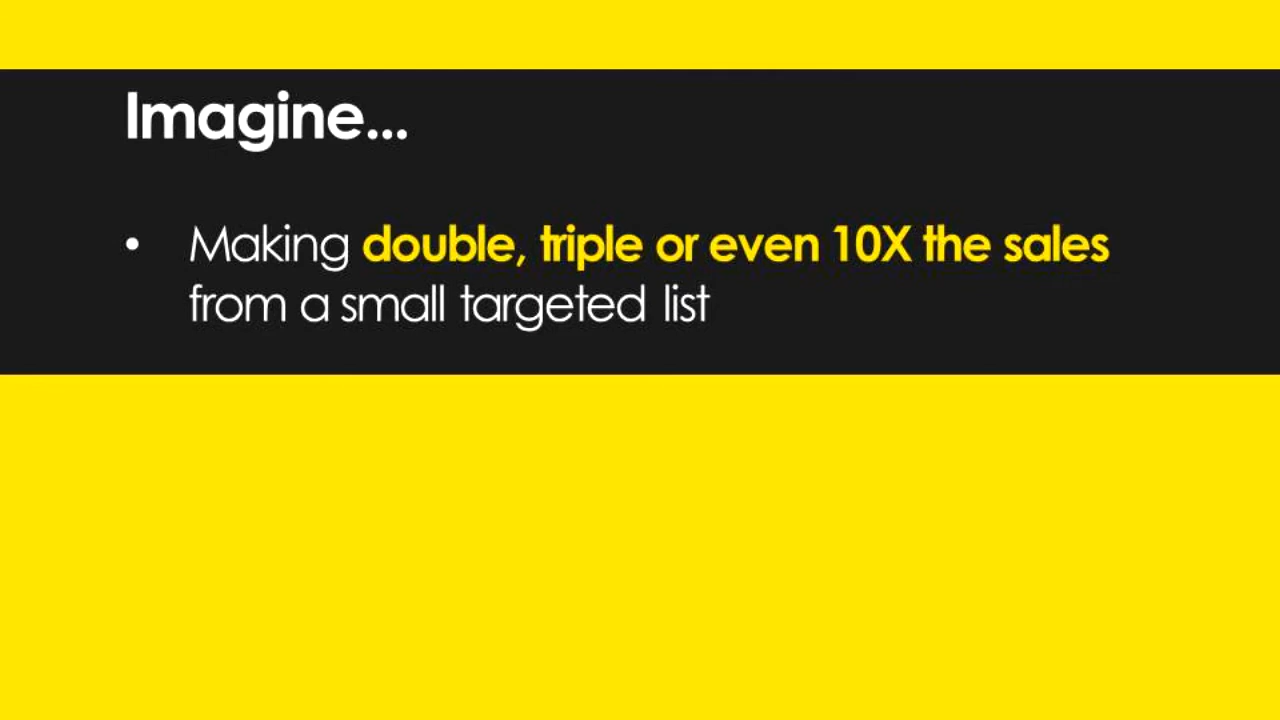 Imagine...
• Making double, triple or even 10X the sales
from a small targeted list